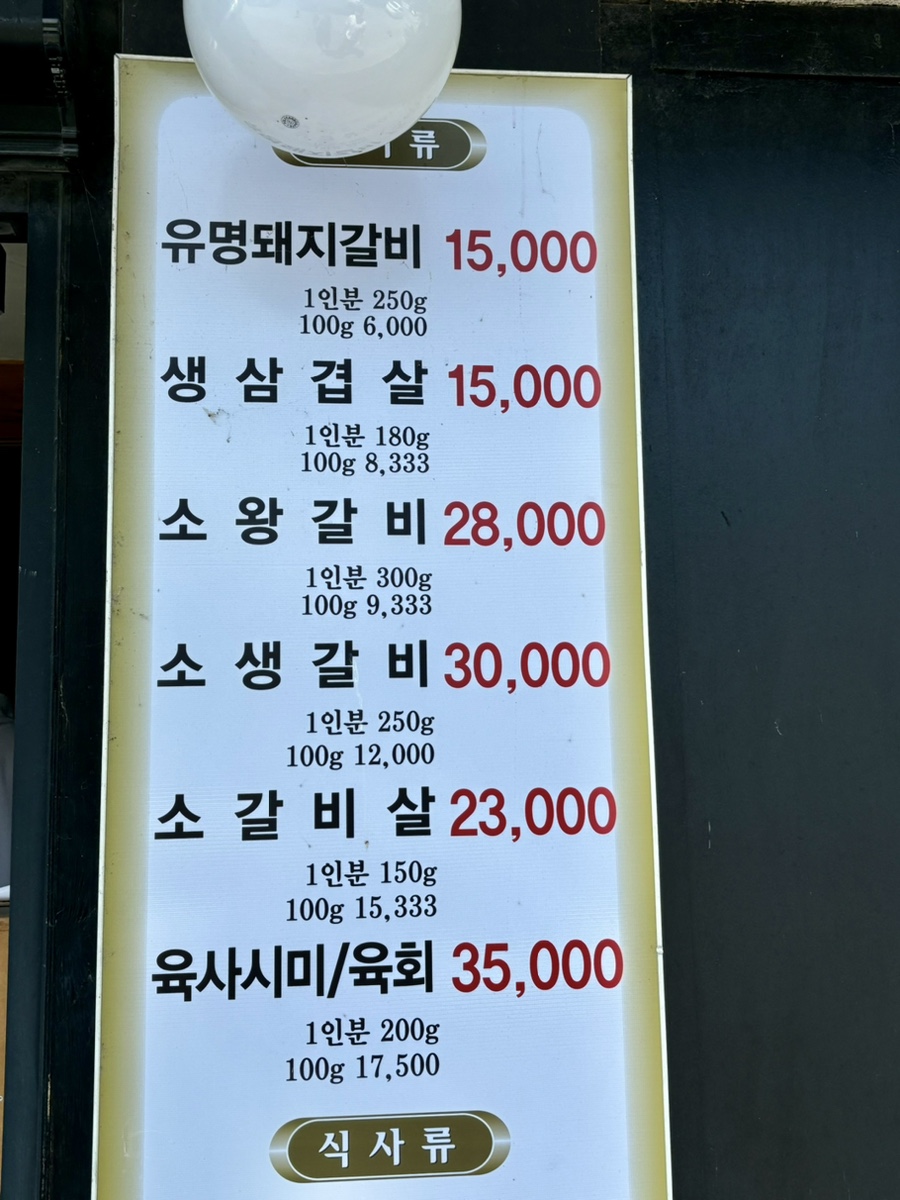 류
유명돼지갈비 15,000
1인분 250g
100g 6,000
생 삼 겹 살 15,000
1인분 180g
100g 8,333
소 왕 갈 비 28,000
1인분 300g
100g 9,333
소 생 갈 비 30,000
1인분 250g
100g 12,000
소 갈 비 살 23,000
1인분 150g
100g 15,333
육사시미/육회 35,000
1인분 200g
100g 17,500
식 사 류